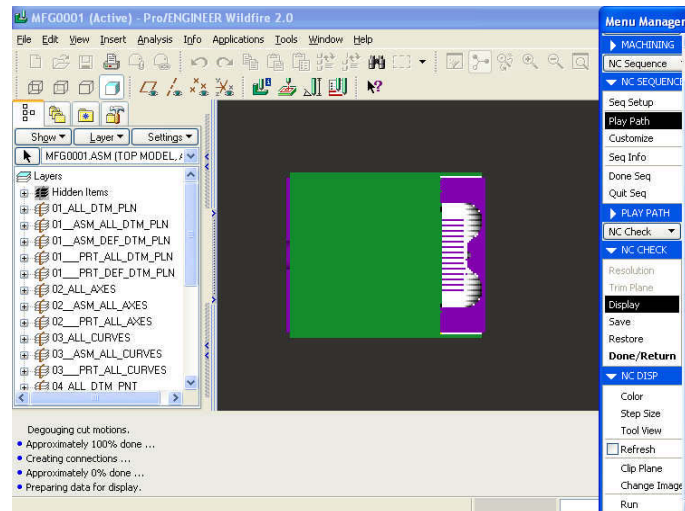 MFG0001 (Active) - Pro/ENGINEER Wildfire 2.0
File Edit View Insert Analysis Info Applications Tools Window Help
Show Layer Settings
MFG0001.ASM (TOP MODEL,
Layers
Hidden Items
01_ALL_DTM_PLN
01__ASM_ALL_DTM_PLN
01__ASM_DEF_DTM_PLN
01___PRT_ALL_DTM_PLN
01___PRT_DEF_DTM_PLN
02_ALL_AXES
02__ASM_ALL_AXES
02___PRT_ALL_AXES
03_ALL_CURVES
03__ASM_ALL_CURVES
03___PRT_ALL_CURVES
04 ALL DTM PNT
Degouging cut motions.
Approximately 100% done ...
Creating connections ...
Approximately 0% done ...
Preparing data for display.
Menu Manager
MACHINING
NC Sequence
NC SEQUENCE
Seq Setup
Play Path
Customize
Seq Info
Done Seq
Quit Seq
PLAY PATH
NC Check
NC CHECK
Resolution
Trim Plane
Display
Save
Restore
Done/Return
NC DISP
Color
Step Size
Tool View
Refresh
Clip Plane
Change Image
Run